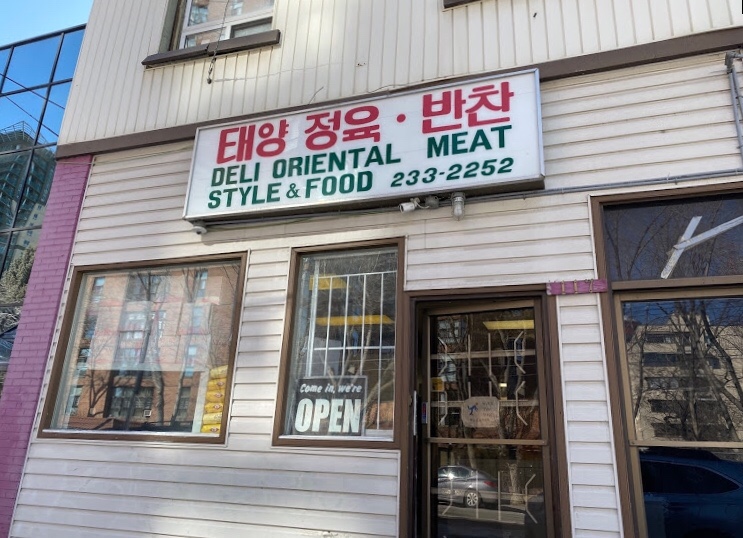 태양 정육 · 반찬
DELI ORIENTAL MEAT
STYLE & FOOD 233-2252
Come in, we're
OPEN